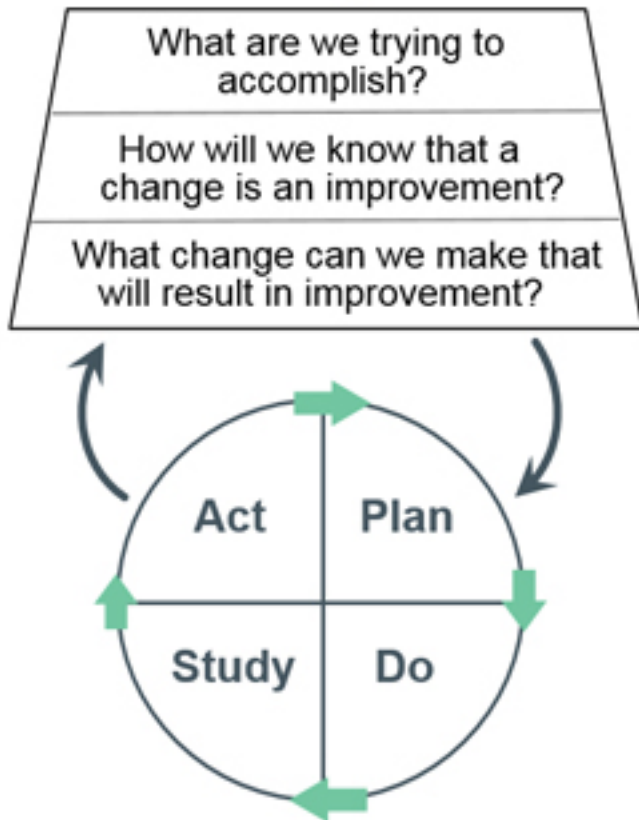 What are we trying to
accomplish?
How will we know that a
change is an improvement?
What change can we make that
will result in improvement?
Act
Plan
Study
Do